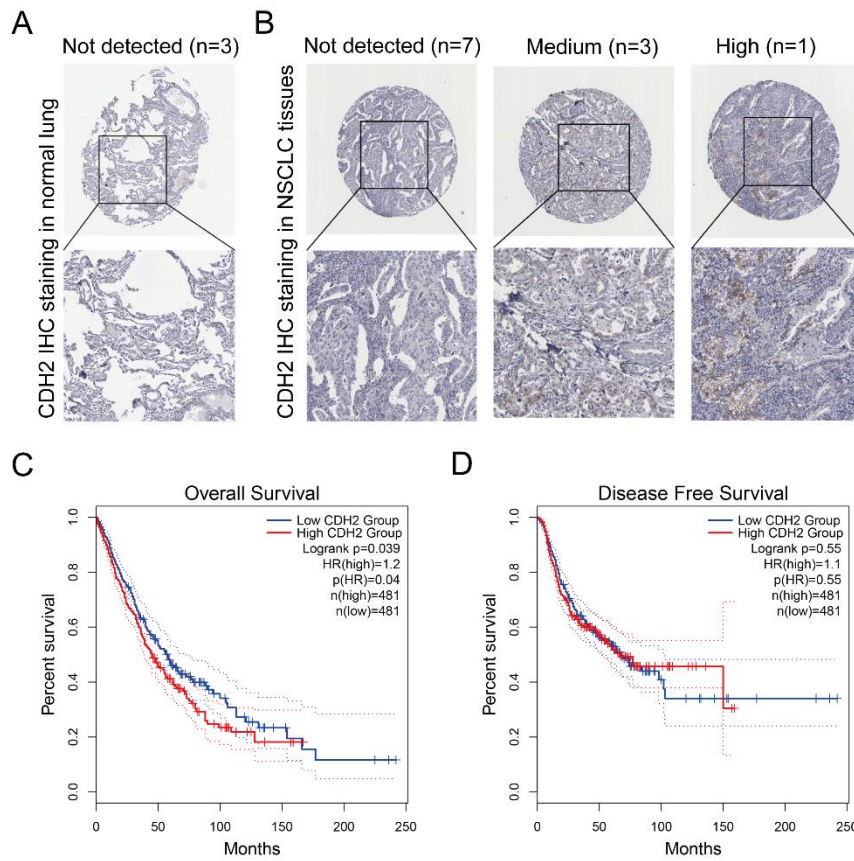 A
B
Not detected (n=3)
Not detected (n=7)
Medium (n=3)
High (n=1)
CDH2 IHC staining in normal lung
CDH2 IHC staining in NSCLC tissues
C
Overall Survival
Low CDH2 Group
High CDH2 Group
Logrank p=0.039
HR(high)=1.2
p(HR)=0.04
n(high)=481
n(low)=481
Percent survival
1.0
0.8
0.6
0.4
0.2
0.0
0 50 100 150 200 250
Months
D
Disease Free Survival
Low CDH2 Group
High CDH2 Group
Logrank p=0.55
HR(high)=1.1
p(HR)=0.55
n(high)=481
n(low)=481
Percent survival
1.0
0.8
0.6
0.4
0.2
0.0
0 50 100 150 200 250
Months